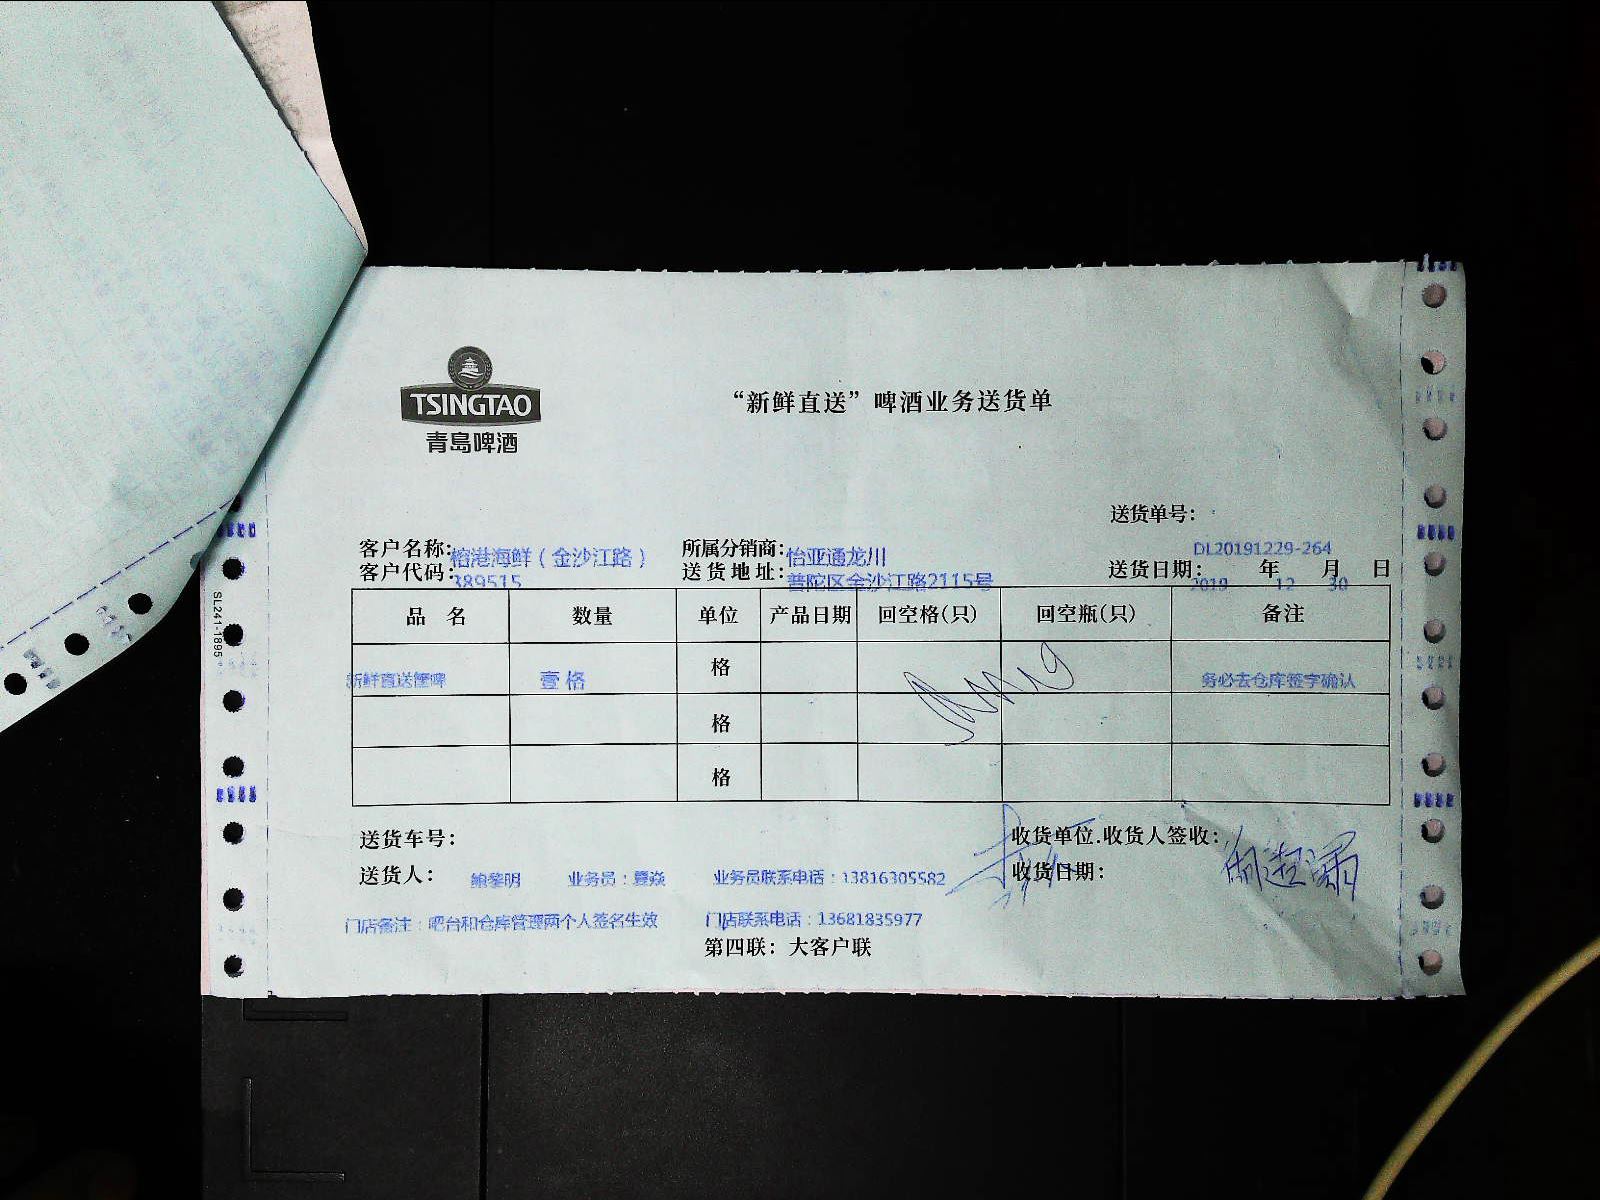 TSINGTAO
青岛啤酒
“新鲜直送”啤酒业务送货单
送货单号：
DL20191229-264
客户名称：榕港海鲜（金沙江路） 所属分销商：怡亚通龙川
客户代码：389515 送货地址：普陀区金沙江路2115号 送货日期： 2019 年 12 月 30 日
品 名 数量 单位 产品日期 回空格(只) 回空瓶(只) 备注
新鲜直送整啤 壹格 格 务必去仓库签字确认
格
格
SL241-1895
送货车号： 收货单位.收货人签收：
送货人： 鲍黎明 业务员： 业务员联系电话：13816305582 收货日期：
门店备注：吧台和仓库管理两个人签名生效 门店联系电话：13681835977
第四联：大客户联